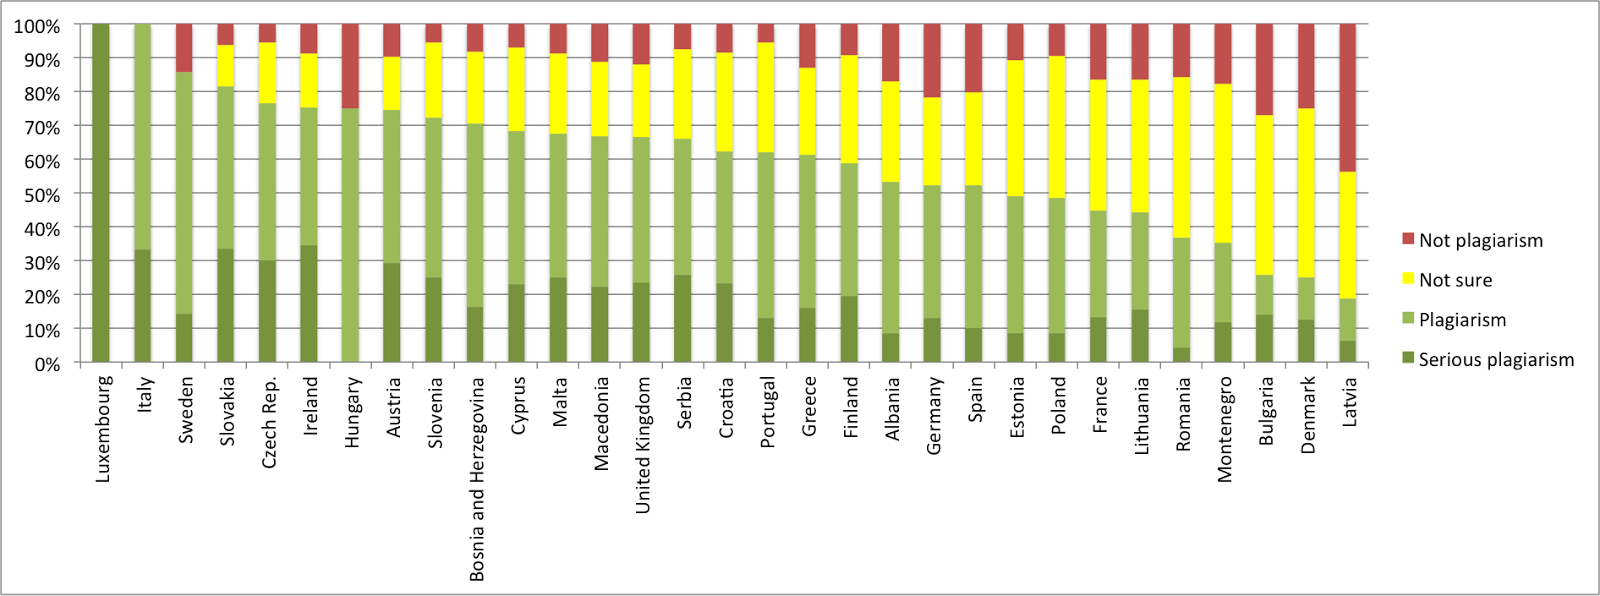 100%
90%
80%
70%
60%
50%
40%
30%
20%
10%
0%
Luxembourg
Italy
Sweden
Slovakia
Czech Rep.
Ireland
Hungary
Austria
Slovenia
Bosnia and Herzegovina
Cyprus
Malta
Macedonia
United Kingdom
Serbia
Croatia
Portugal
Greece
Finland
Albania
Germany
Spain
Estonia
Poland
France
Lithuania
Romania
Montenegro
Bulgaria
Denmark
Latvia
Not plagiarism
Not sure
Plagiarism
Serious plagiarism